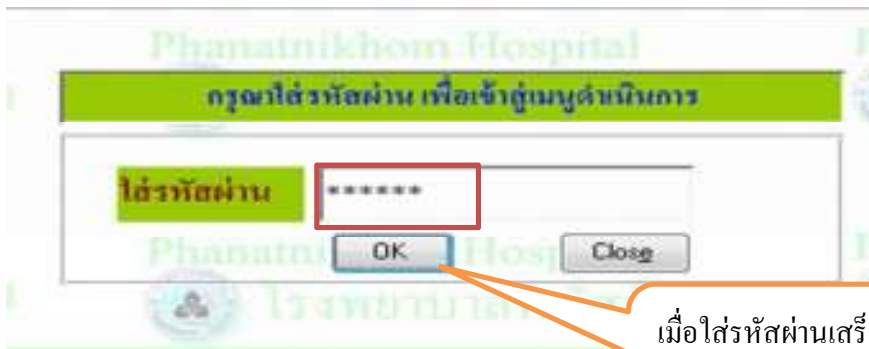 Phanatnikhom Hospital
กรุณาใส่รหัสผ่าน เพื่อเข้าสู่เมนูดำเนินการ
ใส่รหัสผ่าน ******
OK Close
Hosp
เมื่อใส่รหัสผ่านเสร็